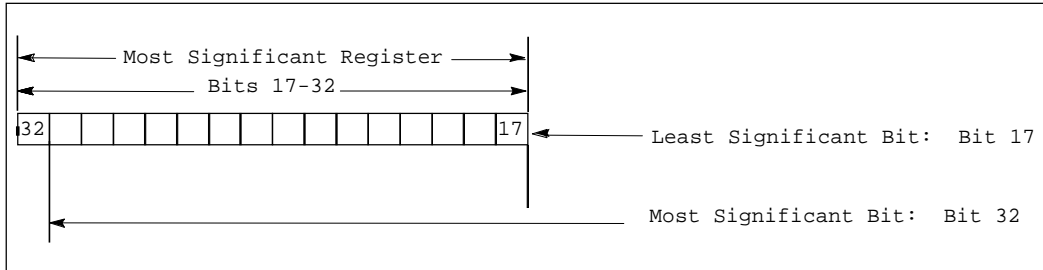 Most Significant Register
Bits 17-32
32 17
Least Significant Bit: Bit 17
Most Significant Bit: Bit 32